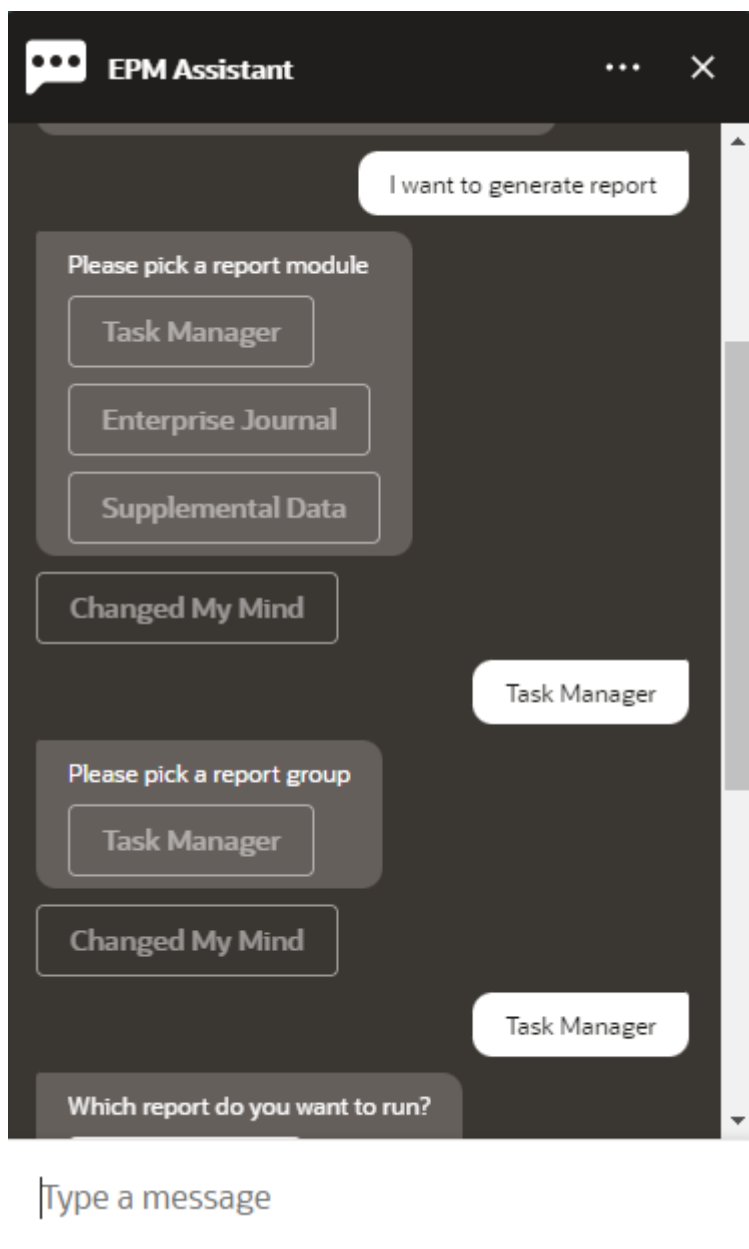 EPM Assistant
I want to generate report
Please pick a report module
Task Manager
Enterprise Journal
Supplemental Data
Changed My Mind
Task Manager
Please pick a report group
Task Manager
Changed My Mind
Task Manager
Which report do you want to run?
Type a message